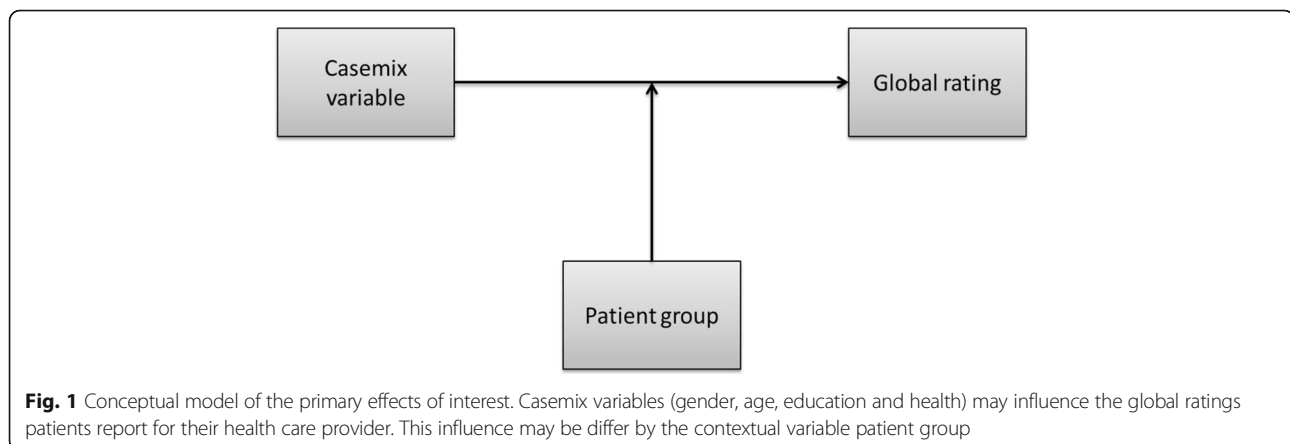 Casemix
variable
Global rating
Patient group
Fig. 1 Conceptual model of the primary effects of interest. Casemix variables (gender, age, education and health) may influence the global ratings
patients report for their health care provider. This influence may be differ by the contextual variable patient group